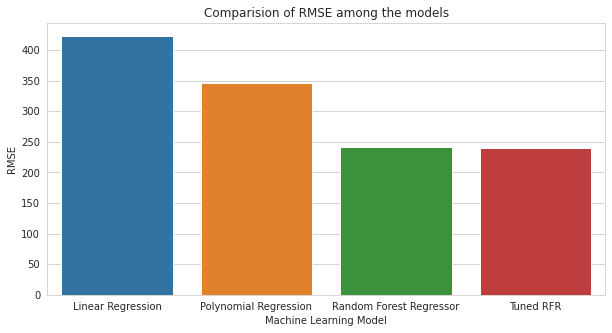 Comparision of RMSE among the models
400
350
300
250
200
150
100
50
0
RMSE
Linear Regression
Polynomial Regression
Random Forest Regressor
Tuned RFR
Machine Learning Model